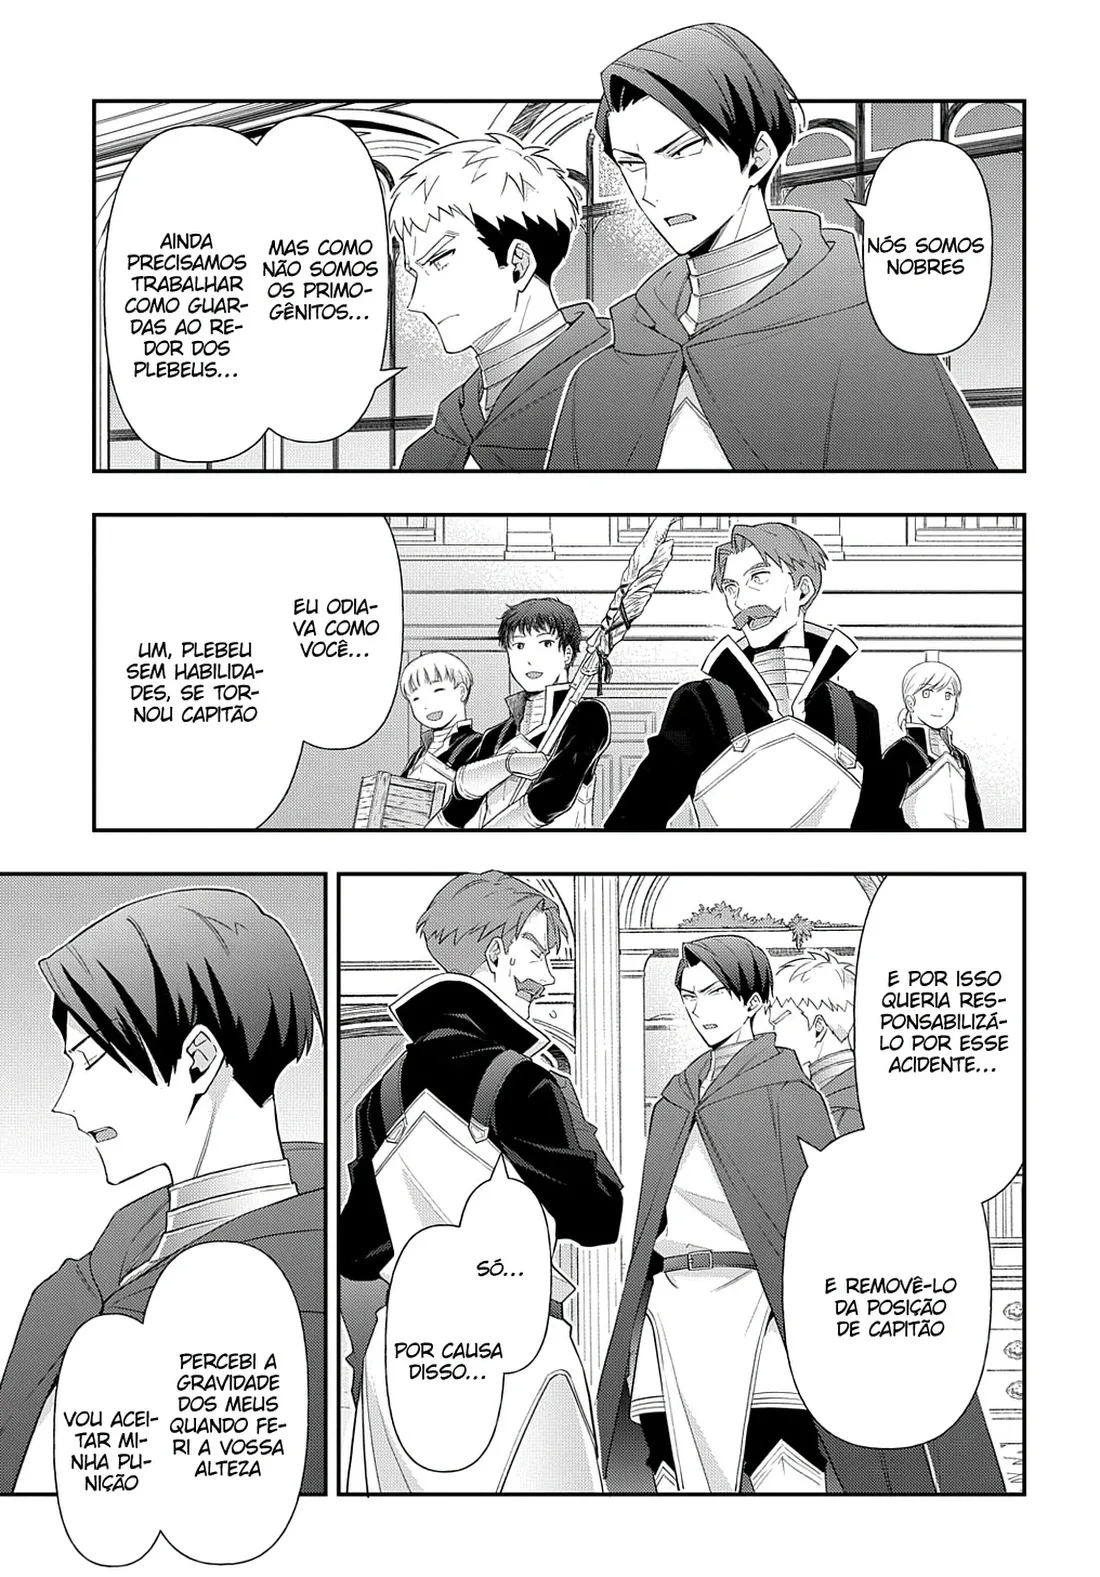 NÓS SOMOS
NOBRES
MAS COMO
NÃO SOMOS
OS PRIMO-
GÊNITOS...
AINDA
PRECISAMOS
TRABALHAR
COMO GUAR-
DAS AO RE-
DOR DOS
PLEBEUS...
EU ODIA-
VA COMO
VOCÊ...
UM, PLEBEU
SEM HABILIDA-
DES, SE TOR-
NOU CAPITÃO
E POR ISSO
QUERIA RES-
PONSABILIZÁ-
LO POR ESSE
ACIDENTE...
E REMOVÊ-LO
DA POSIÇÃO
DE CAPITÃO
SÓ...
POR CAUSA
DISSO...
PERCEBI A
GRAVIDADE
DOS MEUS
QUANDO FE-
RI A VOSSA
ALTEZA
VOU ACEI-
TAR MI-
NHA PU-
NIÇÃO